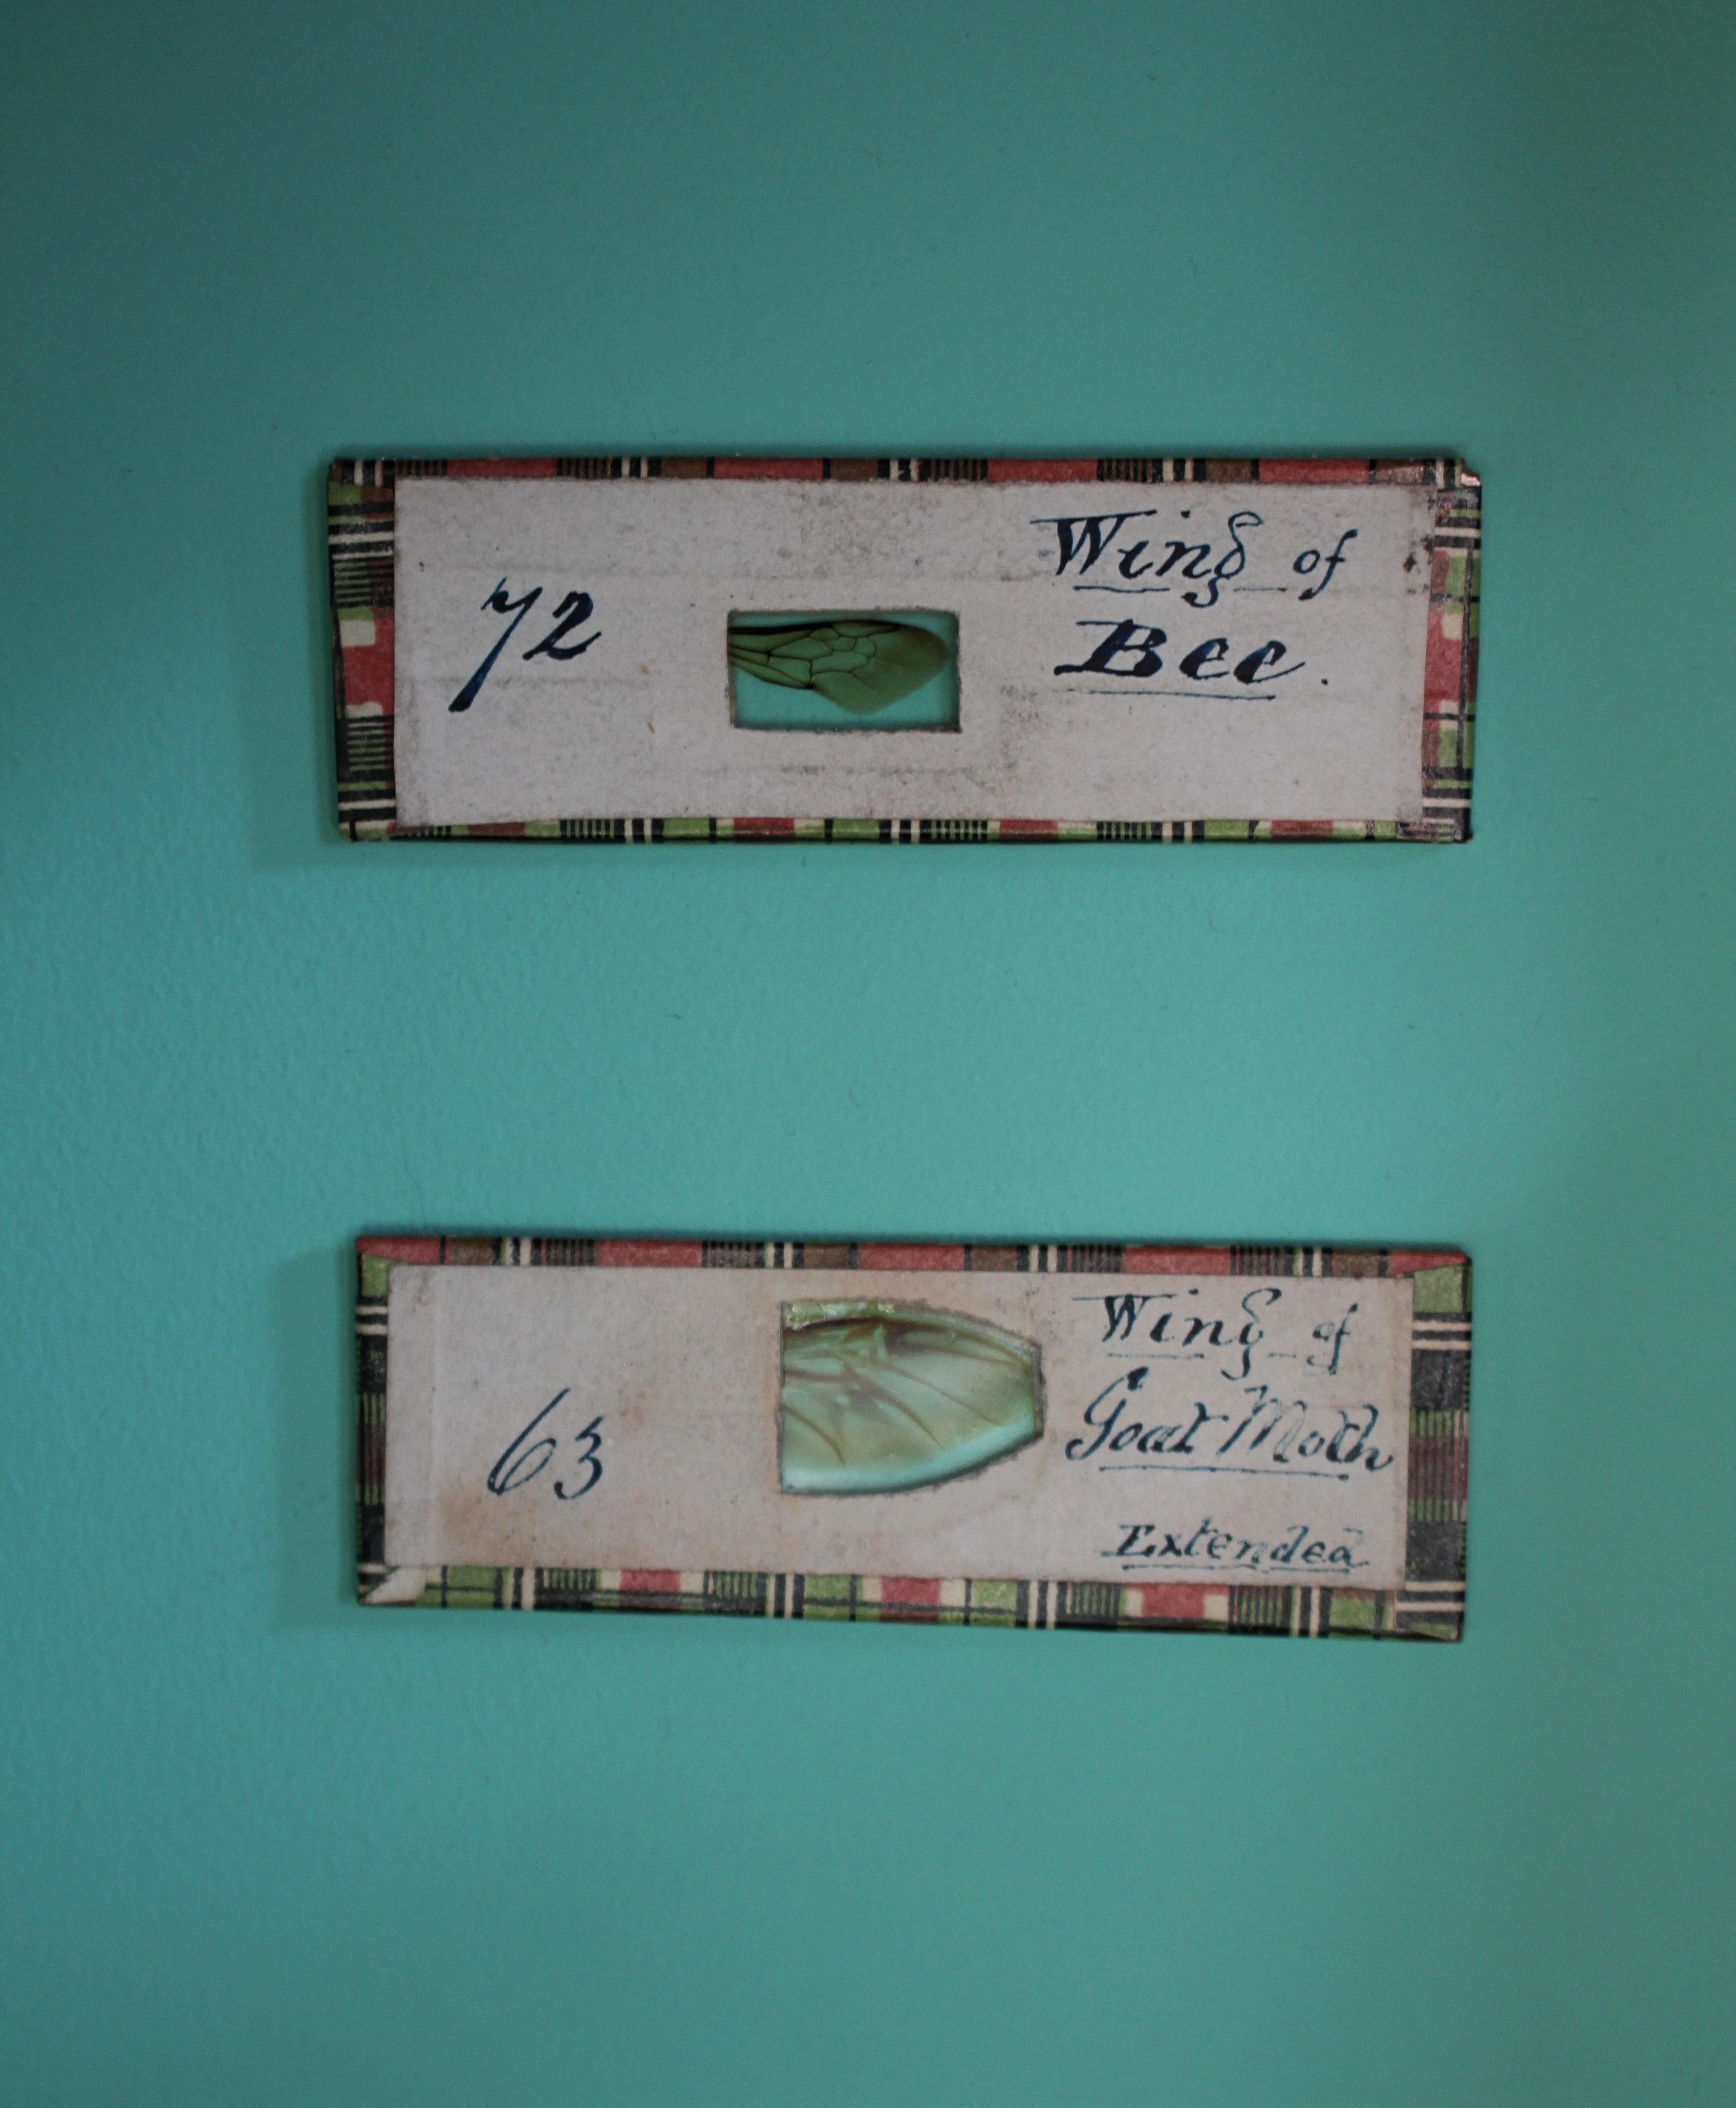 72
Wing of
Bee.
63
Wing of
Goat Moth
Extended